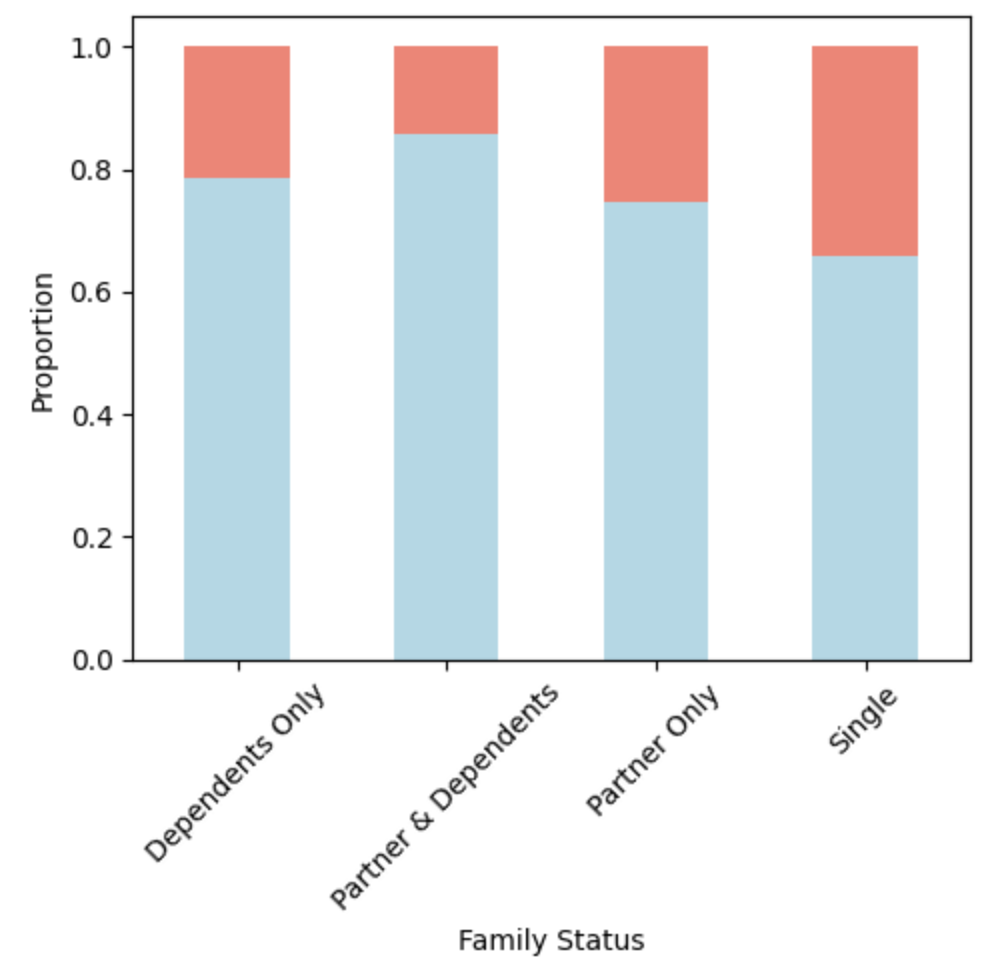 1.0
0.8
0.6
0.4
0.2
0.0
Proportion
Dependents Only
Partner & Dependents
Partner Only
Single
Family Status